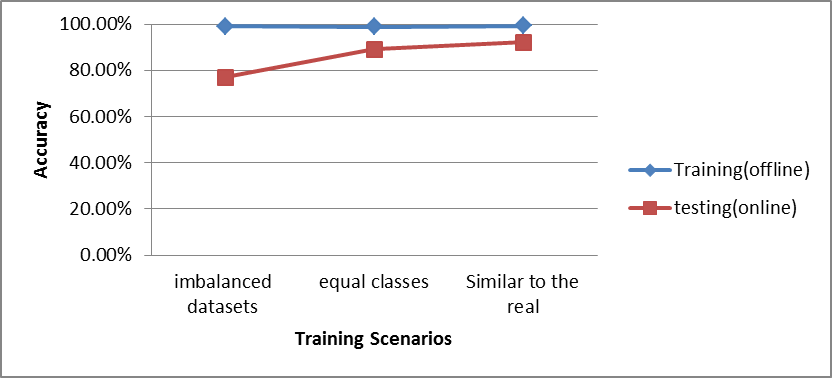 100.00%
80.00%
60.00%
40.00%
20.00%
0.00%
Accuracy
imbalanced
datasets
equal classes
Similar to the
real
Training Scenarios
Training(offline)
testing(online)